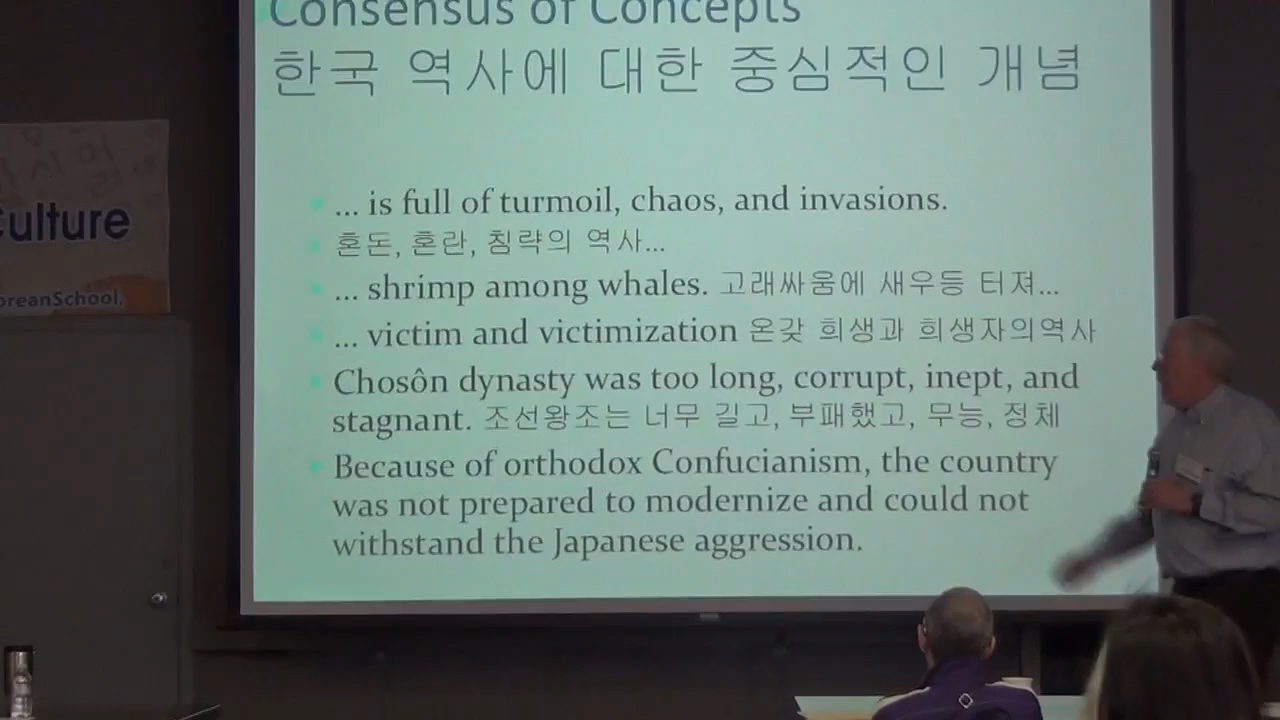 Consensus of Concepts
한국 역사에 대한 중심적인 개념
... is full of turmoil, chaos, and invasions.
혼돈, 혼란, 침략의 역사...
... shrimp among whales. 고래싸움에 새우등 터져...
... victim and victimization 온갖 희생과 희생자의역사
Chosôn dynasty was too long, corrupt, inept, and
stagnant. 조선왕조는 너무 길고, 부패했고, 무능, 정체
Because of orthodox Confucianism, the country
was not prepared to modernize and could not
withstand the Japanese aggression.
Culture
oreanSchool,